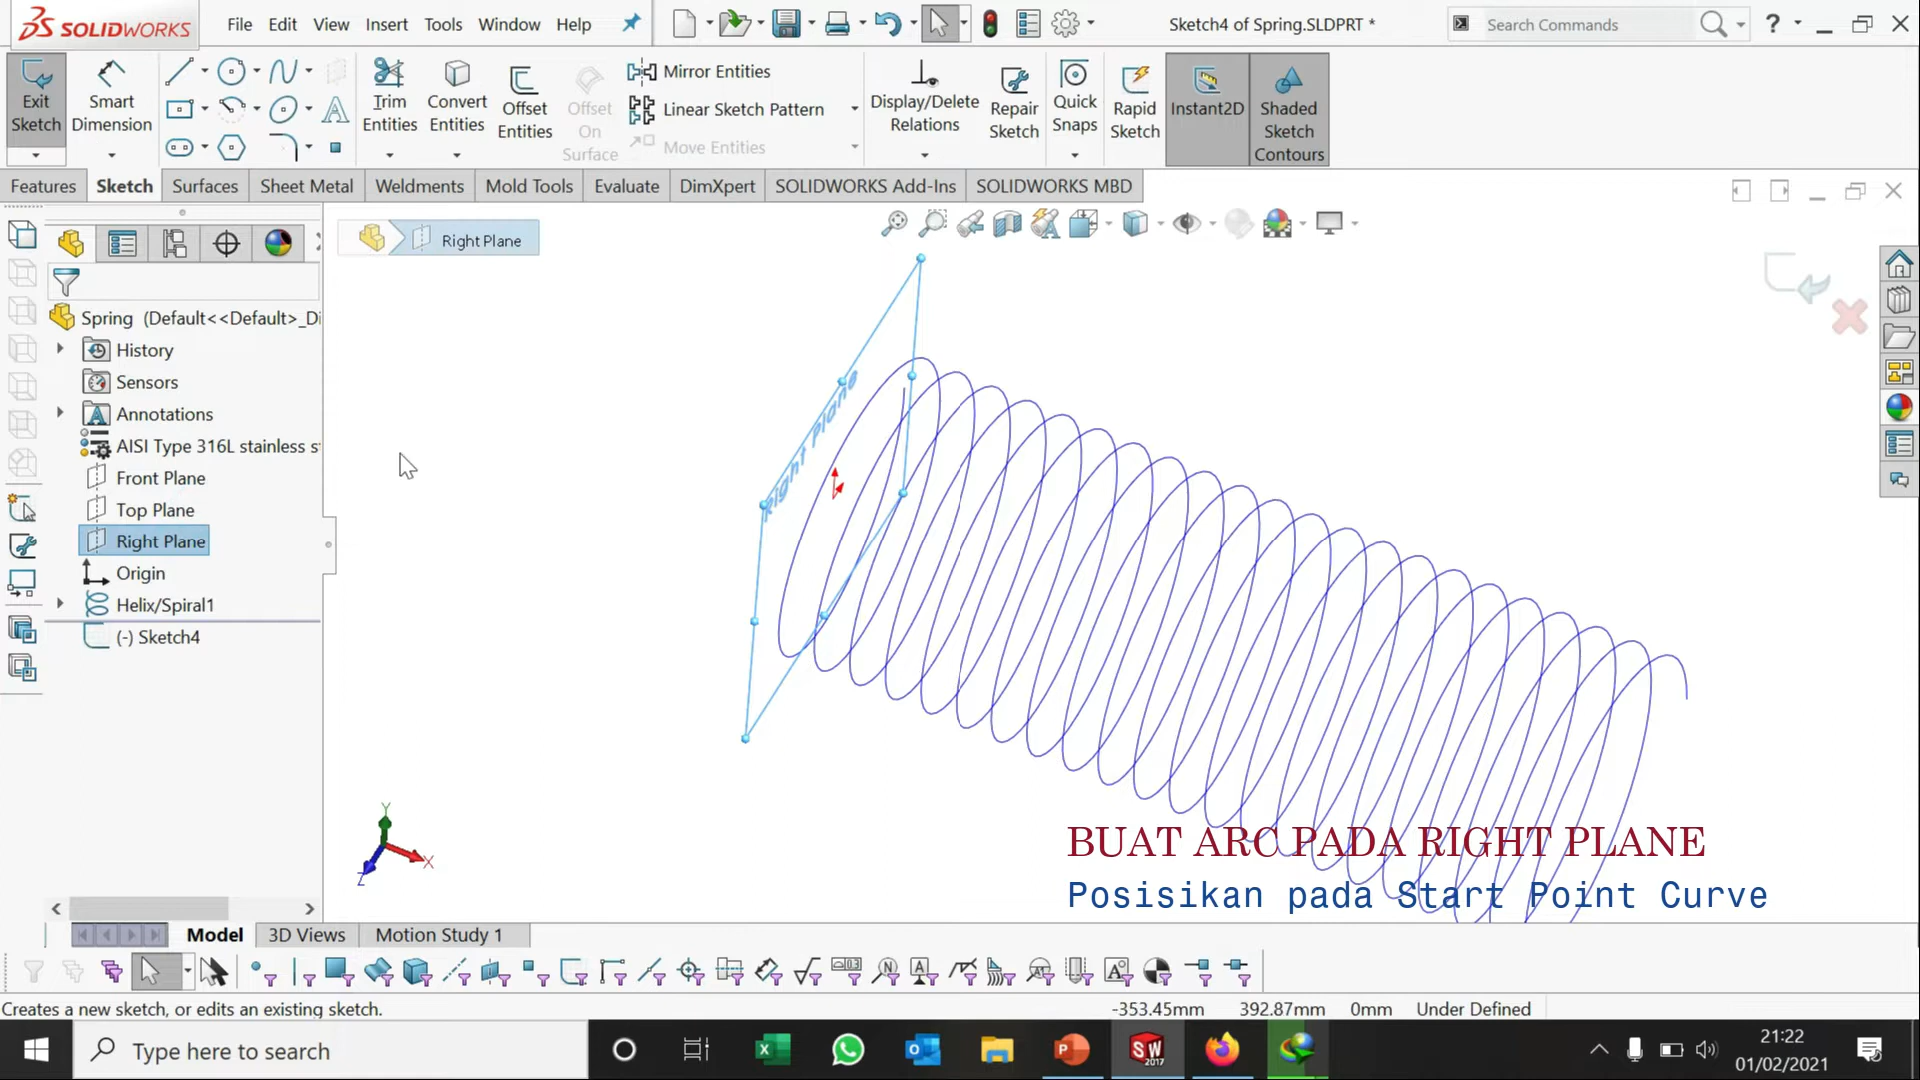 SOLIDWORKS
File Edit View Insert Tools Window Help
Sketch4 of Spring.SLDPRT *
Search Commands
Exit Sketch
Smart Dimension
Trim Entities
Convert Entities
Offset Entities
Offset On Surface
Mirror Entities
Linear Sketch Pattern
Move Entities
Display/Delete Relations
Repair Sketch
Quick Snaps
Rapid Sketch
Instant2D
Shaded Sketch Contours
Features Sketch Surfaces Sheet Metal Weldments Mold Tools Evaluate DimXpert SOLIDWORKS Add-Ins SOLIDWORKS MBD
Right Plane
Spring (Default<<Default>_Di
History
Sensors
Annotations
AISI Type 316L stainless s
Front Plane
Top Plane
Right Plane
Origin
Helix/Spiral1
(-) Sketch4
Right Plane
Y
X
Z
BUAT ARC PADA RIGHT PLANE
Posisikan pada Start Point Curve
Model 3D Views Motion Study 1
Creates a new sketch, or edits an existing sketch.
-353.45mm 392.87mm 0mm Under Defined
Type here to search
SW 2017
21:22
01/02/2021